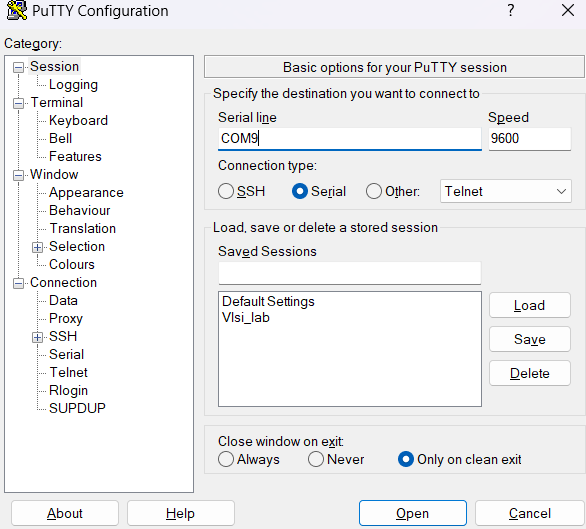 PuTTY Configuration ? ×
Category:
Session
Logging
Terminal
Keyboard
Bell
Features
Window
Appearance
Behaviour
Translation
Selection
Colours
Connection
Data
Proxy
SSH
Serial
Telnet
Rlogin
SUPDUP
Basic options for your PuTTY session
Specify the destination you want to connect to
Serial line Speed
COM9 9600
Connection type:
SSH Serial Other: Telnet
Load, save or delete a stored session
Saved Sessions
Default Settings
Vlsi_lab
Load
Save
Delete
Close window on exit:
Always Never Only on clean exit
About Help Open Cancel